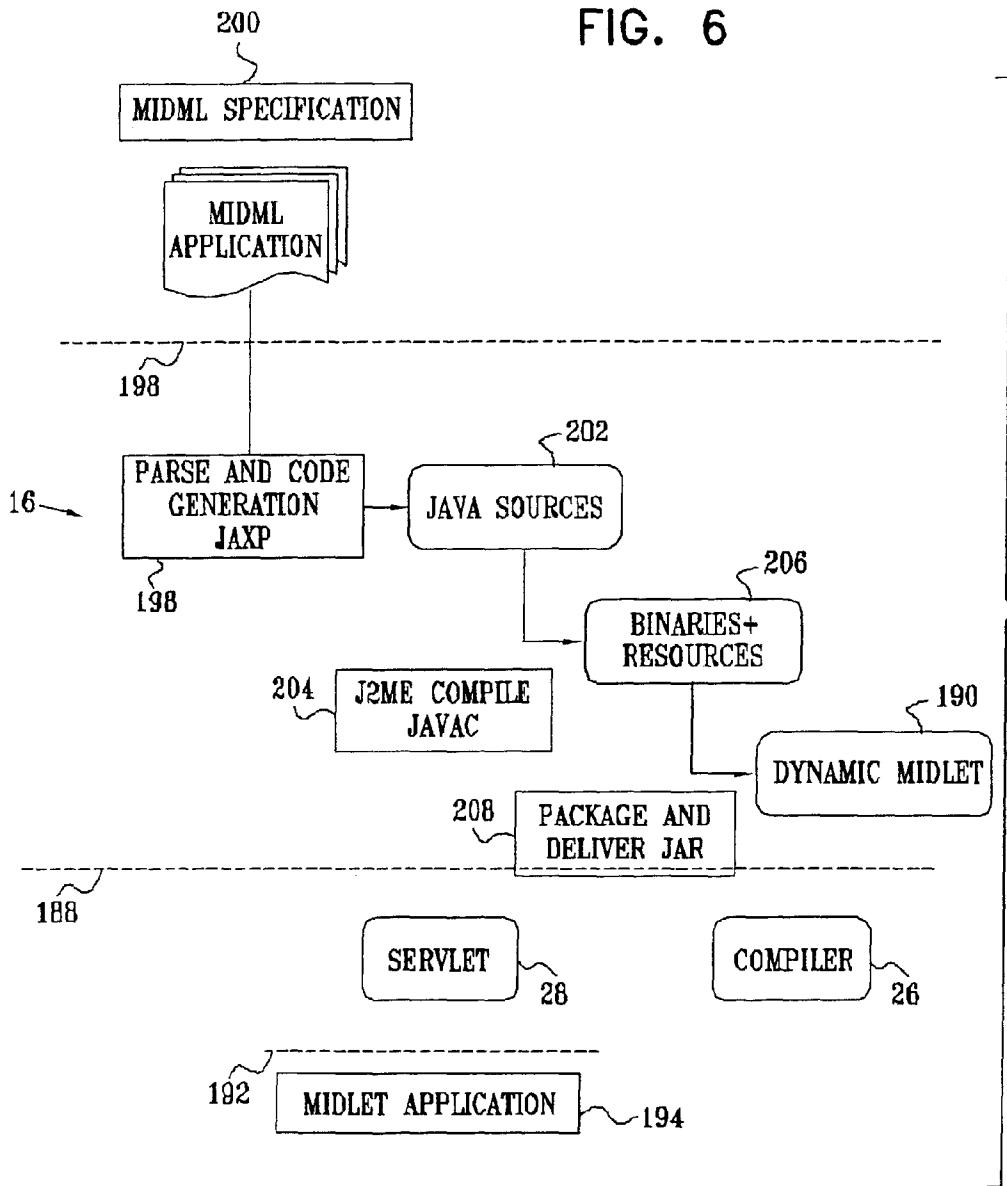 FIG. 6
200
MIDML SPECIFICATION
MIDML
APPLICATION
198
202
PARSE AND CODE
GENERATION
JAXP
16
JAVA SOURCES
198
206
BINARIES+
RESOURCES
204
J2ME COMPILE
JAVAC
190
DYNAMIC MIDLET
208
PACKAGE AND
DELIVER JAR
188
SERVLET
28
COMPILER
26
192
MIDLET APPLICATION
194